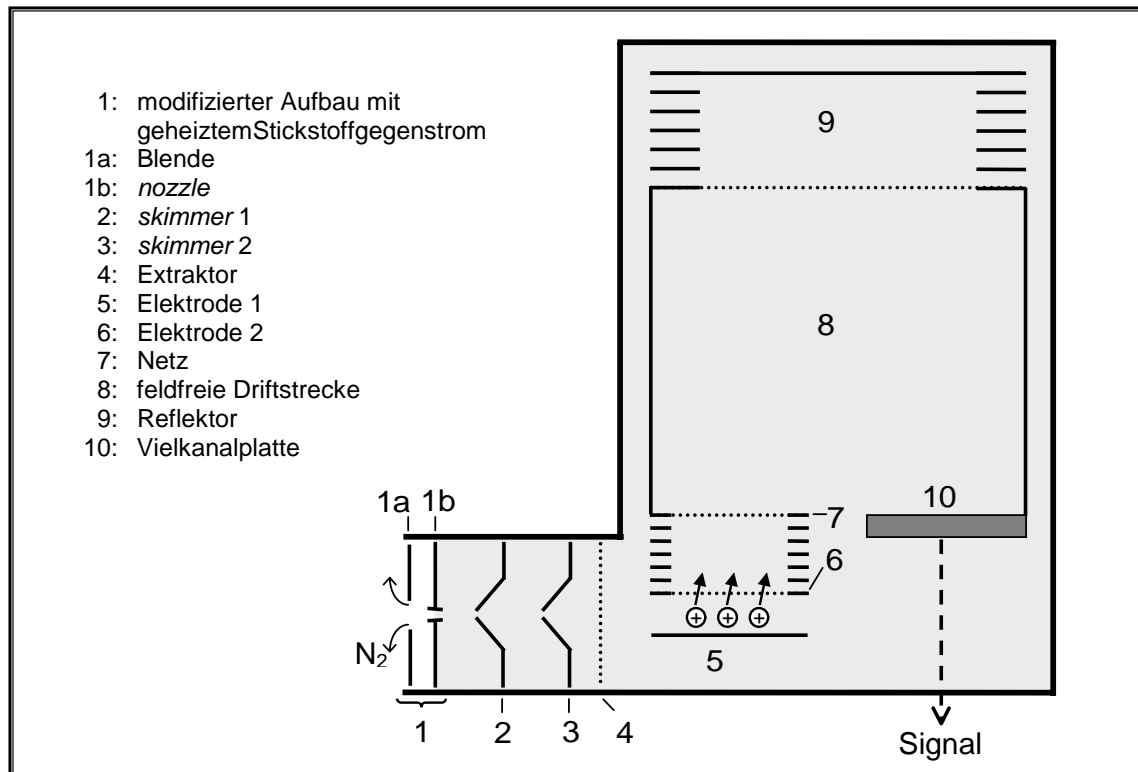 1: modifizierter Aufbau mit
geheiztemStickstoffgegenstrom
1a: Blende
1b: nozzle
2: skimmer 1
3: skimmer 2
4: Extraktor
5: Elektrode 1
6: Elektrode 2
7: Netz
8: feldfreie Driftstrecke
9: Reflektor
10: Vielkanalplatte
9
8
1a 1b
10
7
6
N2
5
1
2
3
4
Signal